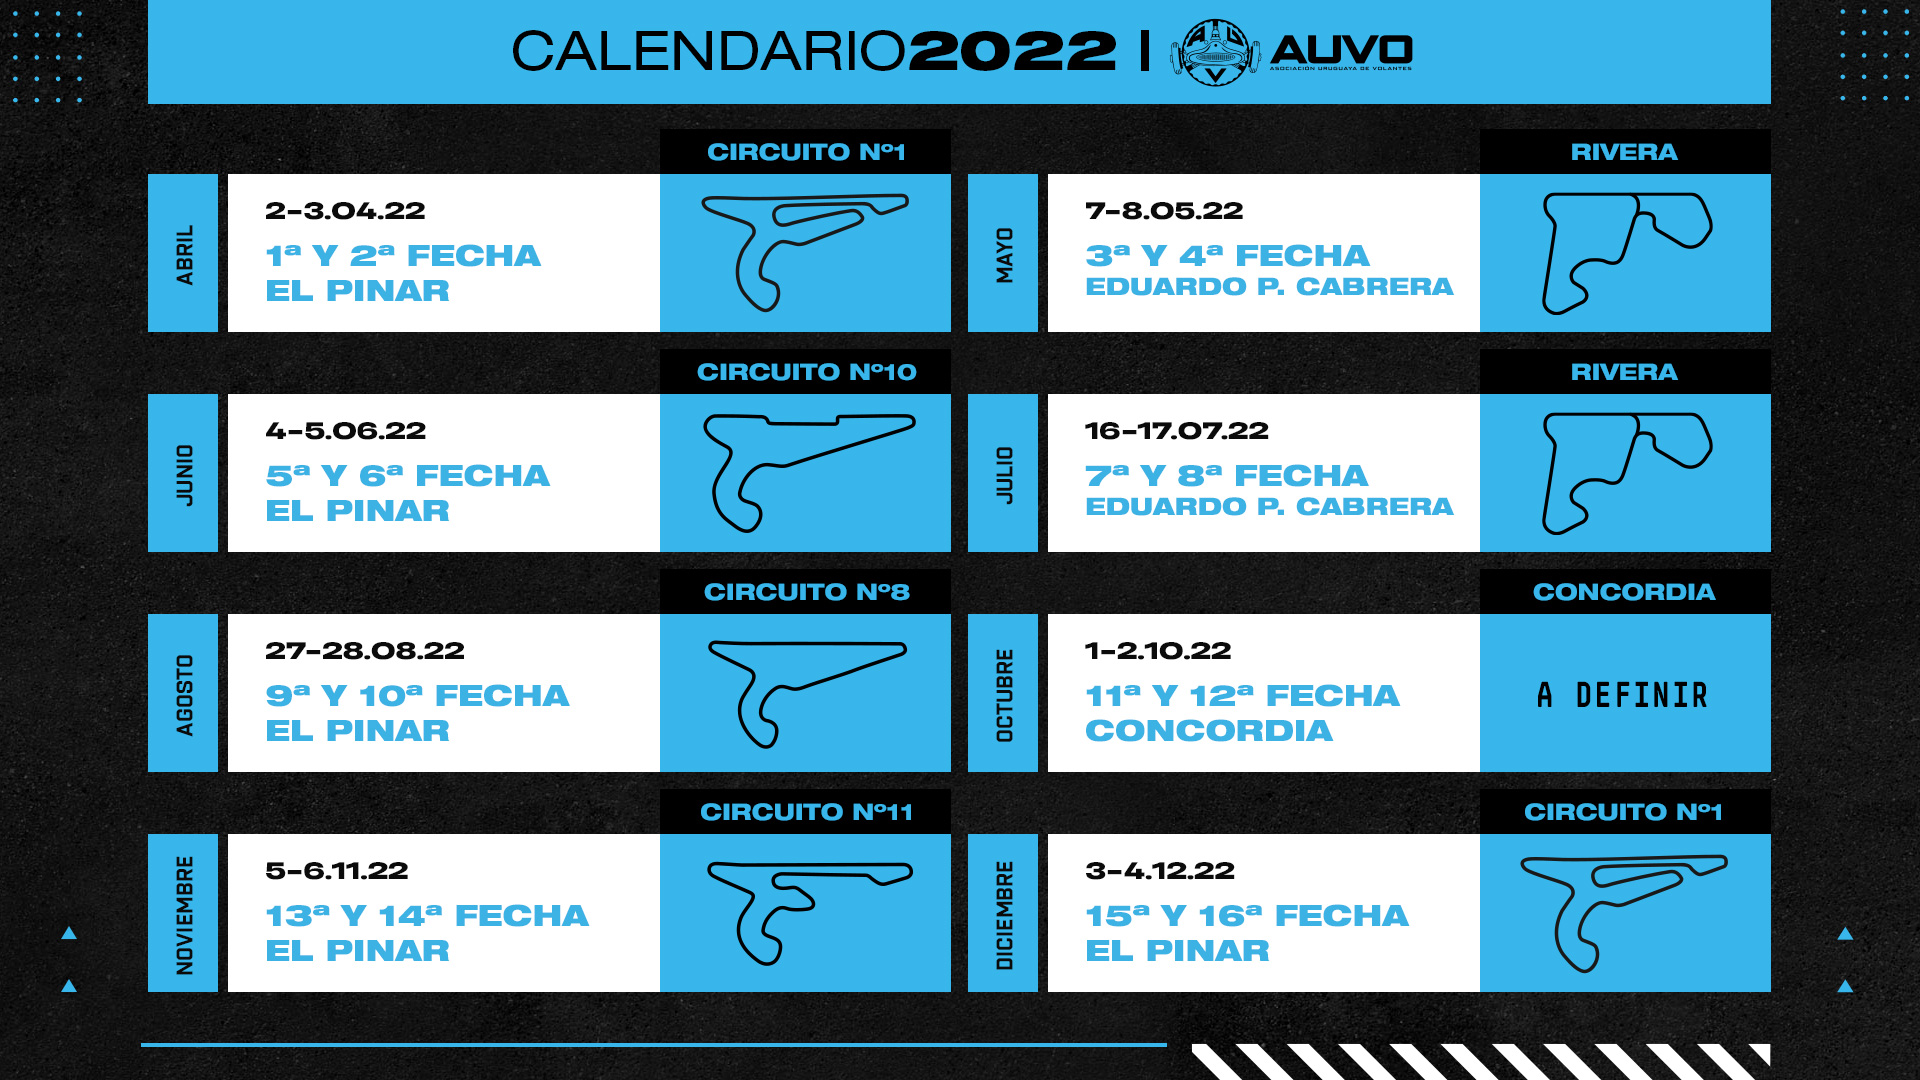 CALENDARIO2022 | AUVO
ASOCIACIÓN URUGUAYA DE VOLANTES
CIRCUITO Nº1
ABRIL
2-3.04.22
1ª Y 2ª FECHA
EL PINAR
RIVERA
MAYO
7-8.05.22
3ª Y 4ª FECHA
EDUARDO P. CABRERA
CIRCUITO Nº10
JUNIO
4-5.06.22
5ª Y 6ª FECHA
EL PINAR
RIVERA
JULIO
16-17.07.22
7ª Y 8ª FECHA
EDUARDO P. CABRERA
CIRCUITO Nº8
AGOSTO
27-28.08.22
9ª Y 10ª FECHA
EL PINAR
CONCORDIA
OCTUBRE
1-2.10.22
11ª Y 12ª FECHA
CONCORDIA
A DEFINIR
CIRCUITO Nº11
NOVIEMBRE
5-6.11.22
13ª Y 14ª FECHA
EL PINAR
CIRCUITO Nº1
DICIEMBRE
3-4.12.22
15ª Y 16ª FECHA
EL PINAR